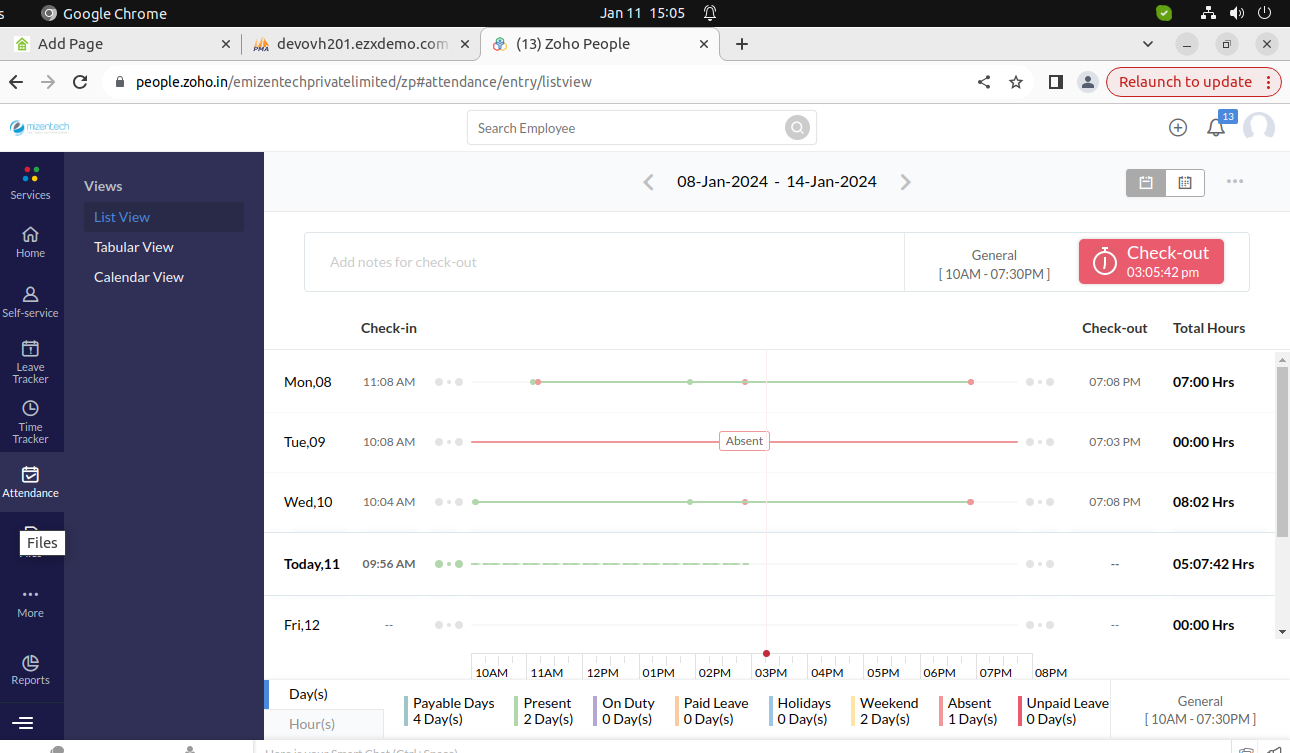 s Google Chrome Jan 11 15:05
Add Page devovh201.ezxdemo.com (13) Zoho People
people.zoho.in/emizentechprivatelimited/zp#attendance/entry/listview Relaunch to update
mizentech Search Employee 13
Services
Home
Self-service
Leave
Tracker
Time
Tracker
Attendance
Files
More
Reports
Views
List View
Tabular View
Calendar View
08-Jan-2024 - 14-Jan-2024
Add notes for check-out
General
[ 10AM - 07:30PM ]
Check-out
03:05:42 pm
Check-in Check-out Total Hours
Mon,08 11:08 AM 07:08 PM 07:00 Hrs
Tue,09 10:08 AM Absent 07:03 PM 00:00 Hrs
Wed,10 10:04 AM 07:08 PM 08:02 Hrs
Today,11 09:56 AM -- 05:07:42 Hrs
Fri,12 -- -- 00:00 Hrs
10AM 11AM 12PM 01PM 02PM 03PM 04PM 05PM 06PM 07PM 08PM
Day(s)
Hour(s)
Payable Days
4 Day(s)
Present
2 Day(s)
On Duty
0 Day(s)
Paid Leave
0 Day(s)
Holidays
0 Day(s)
Weekend
2 Day(s)
Absent
1 Day(s)
Unpaid Leave
0 Day(s)
General
[ 10AM - 07:30PM ]
Here is your Smart Chat (Ctrl+Space)